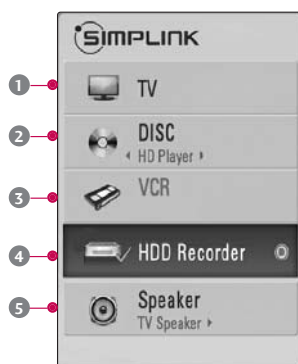 SIMPLINK
1 TV
2 DISC
◂ HD Player ▸
3 VCR
4 HDD Recorder
5 Speaker
TV Speaker ▸